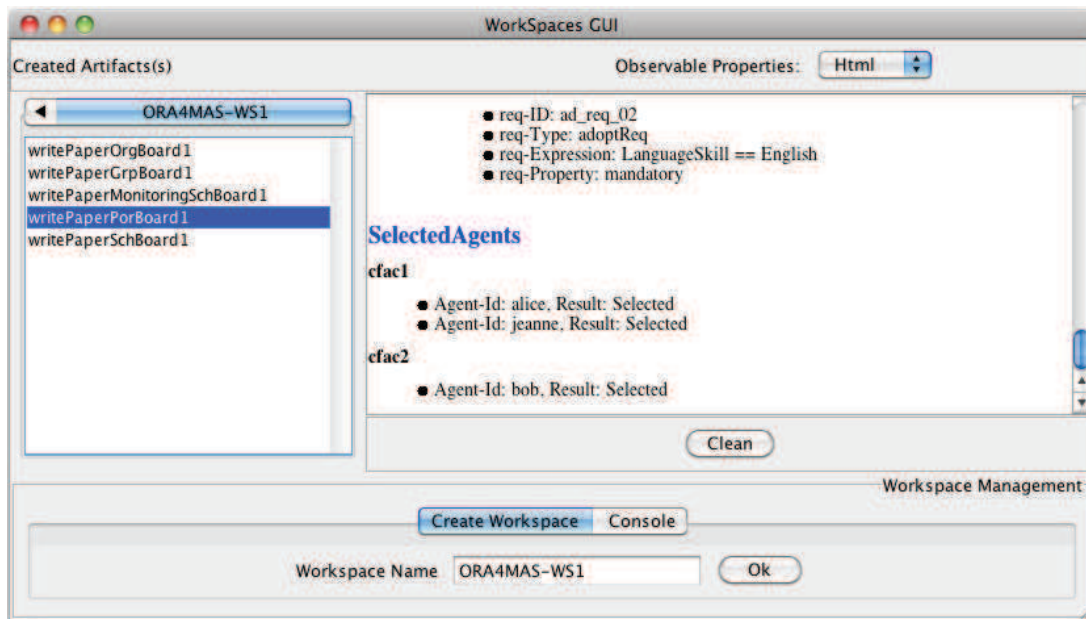 WorkSpaces GUI
Created Artifacts(s)
Observable Properties: Html
ORA4MAS-WS1
writePaperOrgBoard1
writePaperGrpBoard1
writePaperMonitoringSchBoard1
writePaperPorBoard1
writePaperSchBoard1
req-ID: ad_req_02
req-Type: adoptReq
req-Expression: LanguageSkill == English
req-Property: mandatory
SelectedAgents
cfac1
Agent-Id: alice, Result: Selected
Agent-Id: jeanne, Result: Selected
cfac2
Agent-Id: bob, Result: Selected
Clean
Workspace Management
Create Workspace Console
Workspace Name ORA4MAS-WS1 Ok